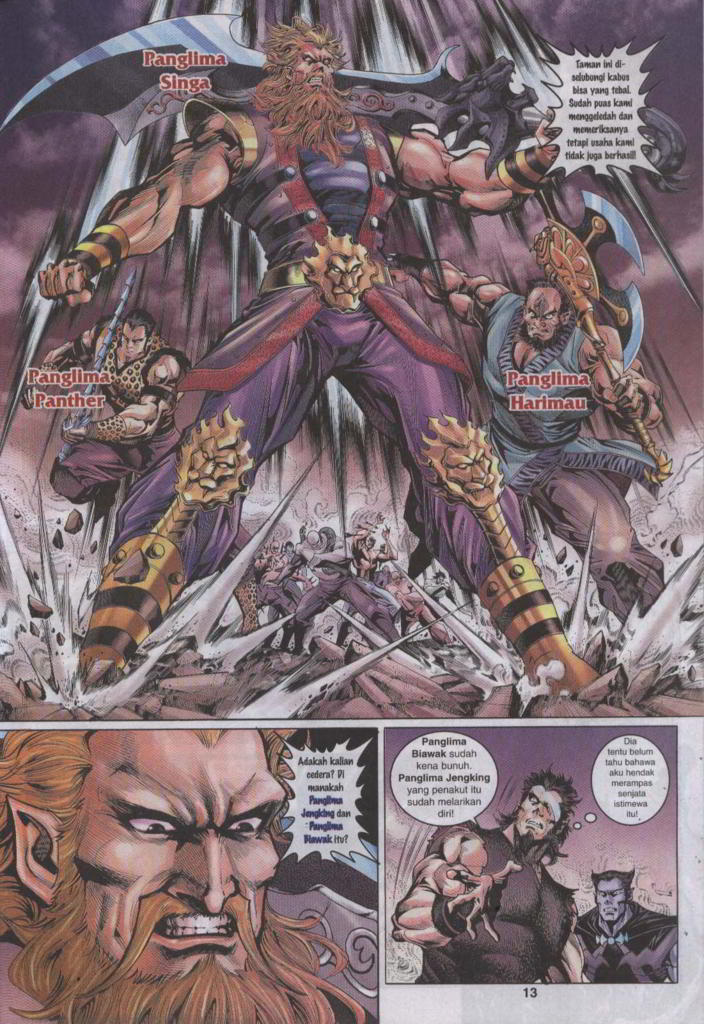 Panglima
Singa
Taman ini di-
selubungi kabus
bisa yang tebal.
Sudah puas kami
menggeledah dan
memeriksanya
tetapi usaha kami
tidak juga berhasil!
Panglima
Panther
Panglima
Harimau
Adakah kalian
cedera? Di
manakah
Panglima
Jengking dan
Panglima
Biawak itu?
Panglima
Biawak sudah
kena bunuh.
Panglima Jengking
yang penakut itu
sudah melarikan
diri!
Dia
tentu belum
tahu bahawa
aku hendak
merampas
senjata
istimewa
itu!
13